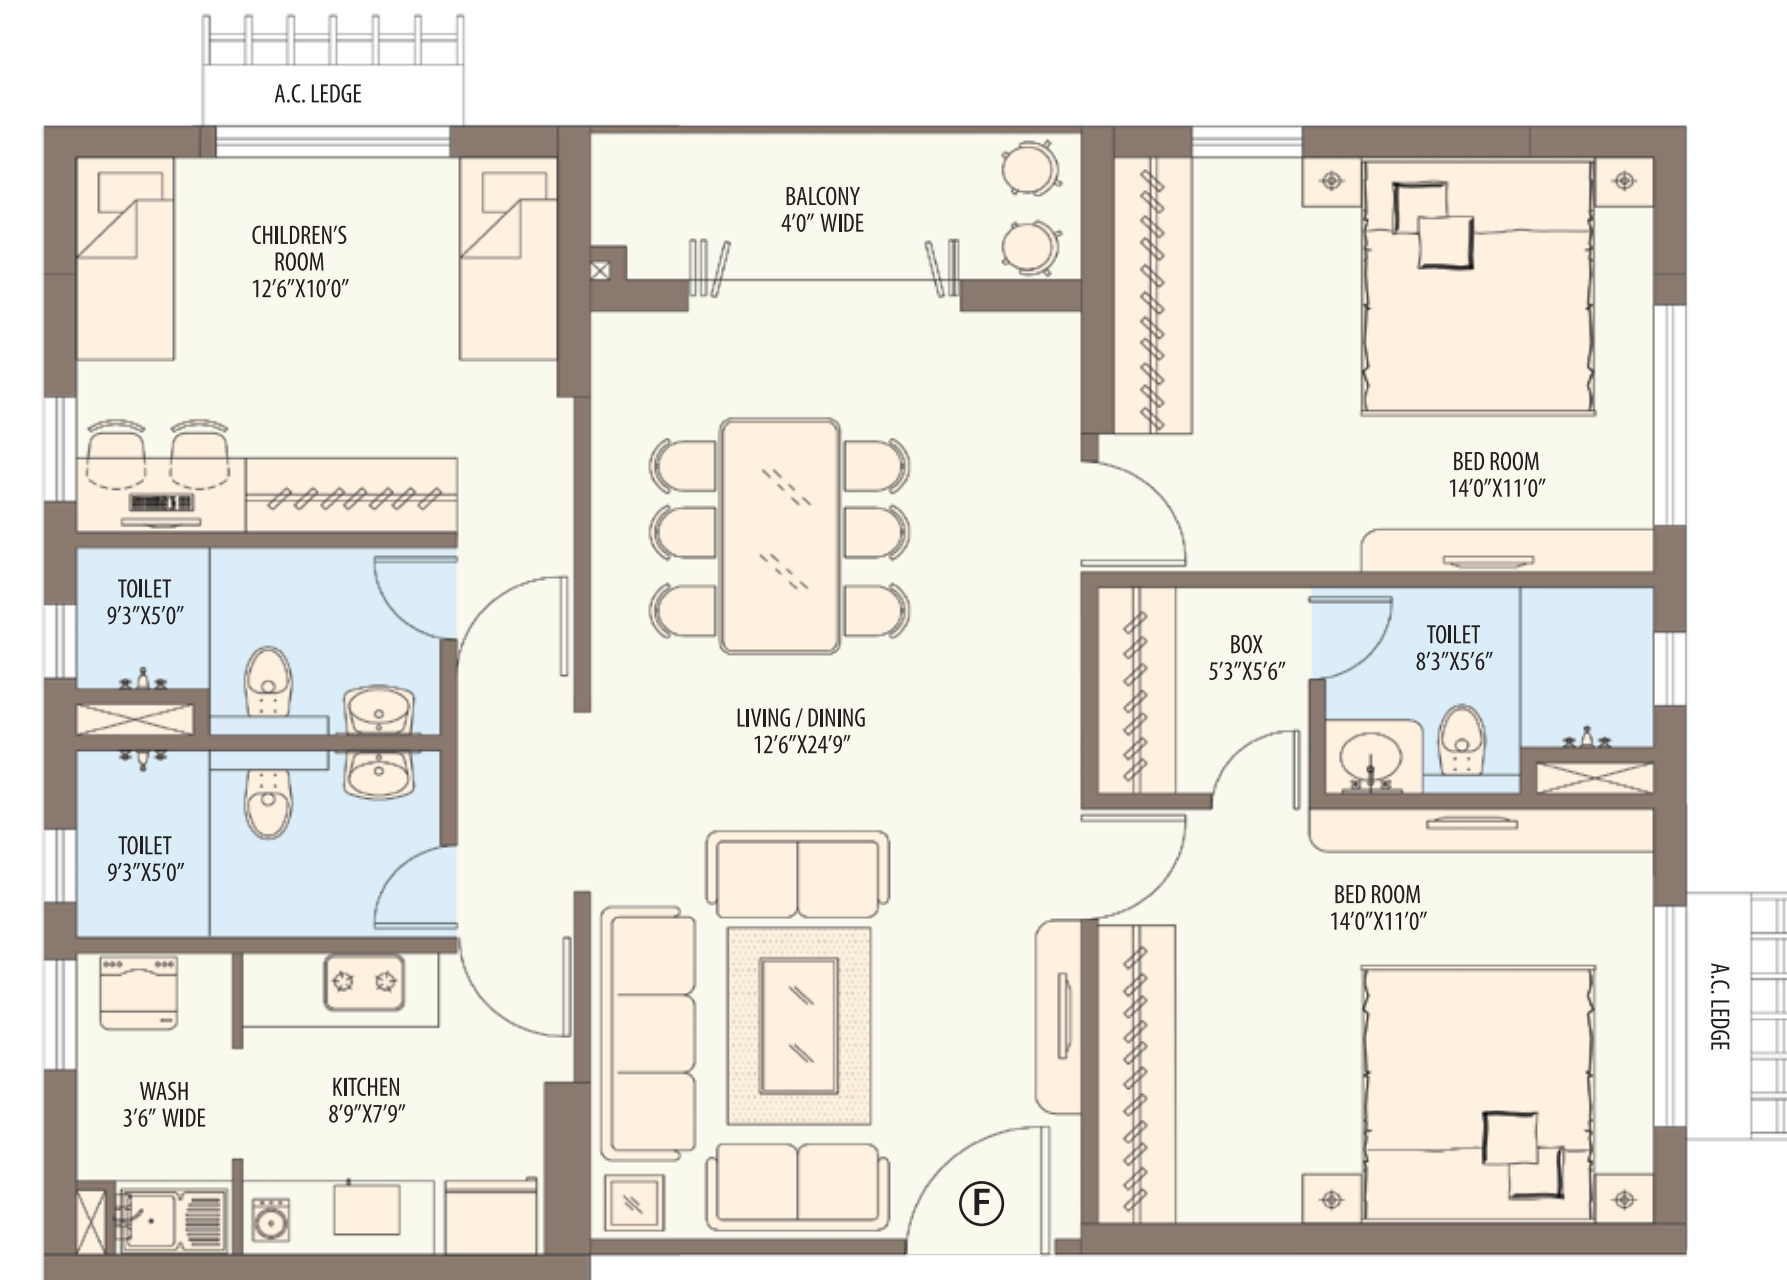 A.C. LEDGE
BALCONY
4'0" WIDE
CHILDREN'S
ROOM
12'6"X10'0"
BED ROOM
14'0"X11'0"
TOILET
9'3"X5'0"
BOX
5'3"X5'6"
TOILET
8'3"X5'6"
LIVING / DINING
12'6"X24'9"
TOILET
9'3"X5'0"
BED ROOM
14'0"X11'0"
A.C. LEDGE
WASH
3'6" WIDE
KITCHEN
8'9"X7'9"
F